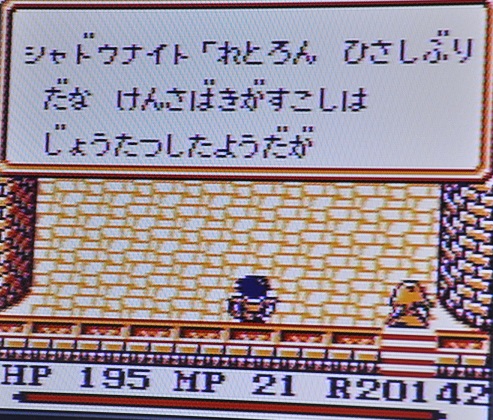 シャドウナイト「れとろん　ひさしぶり
だな　けんさばきがすこしは
じょうたつしたようだが
HP 195 MP 21 R20142